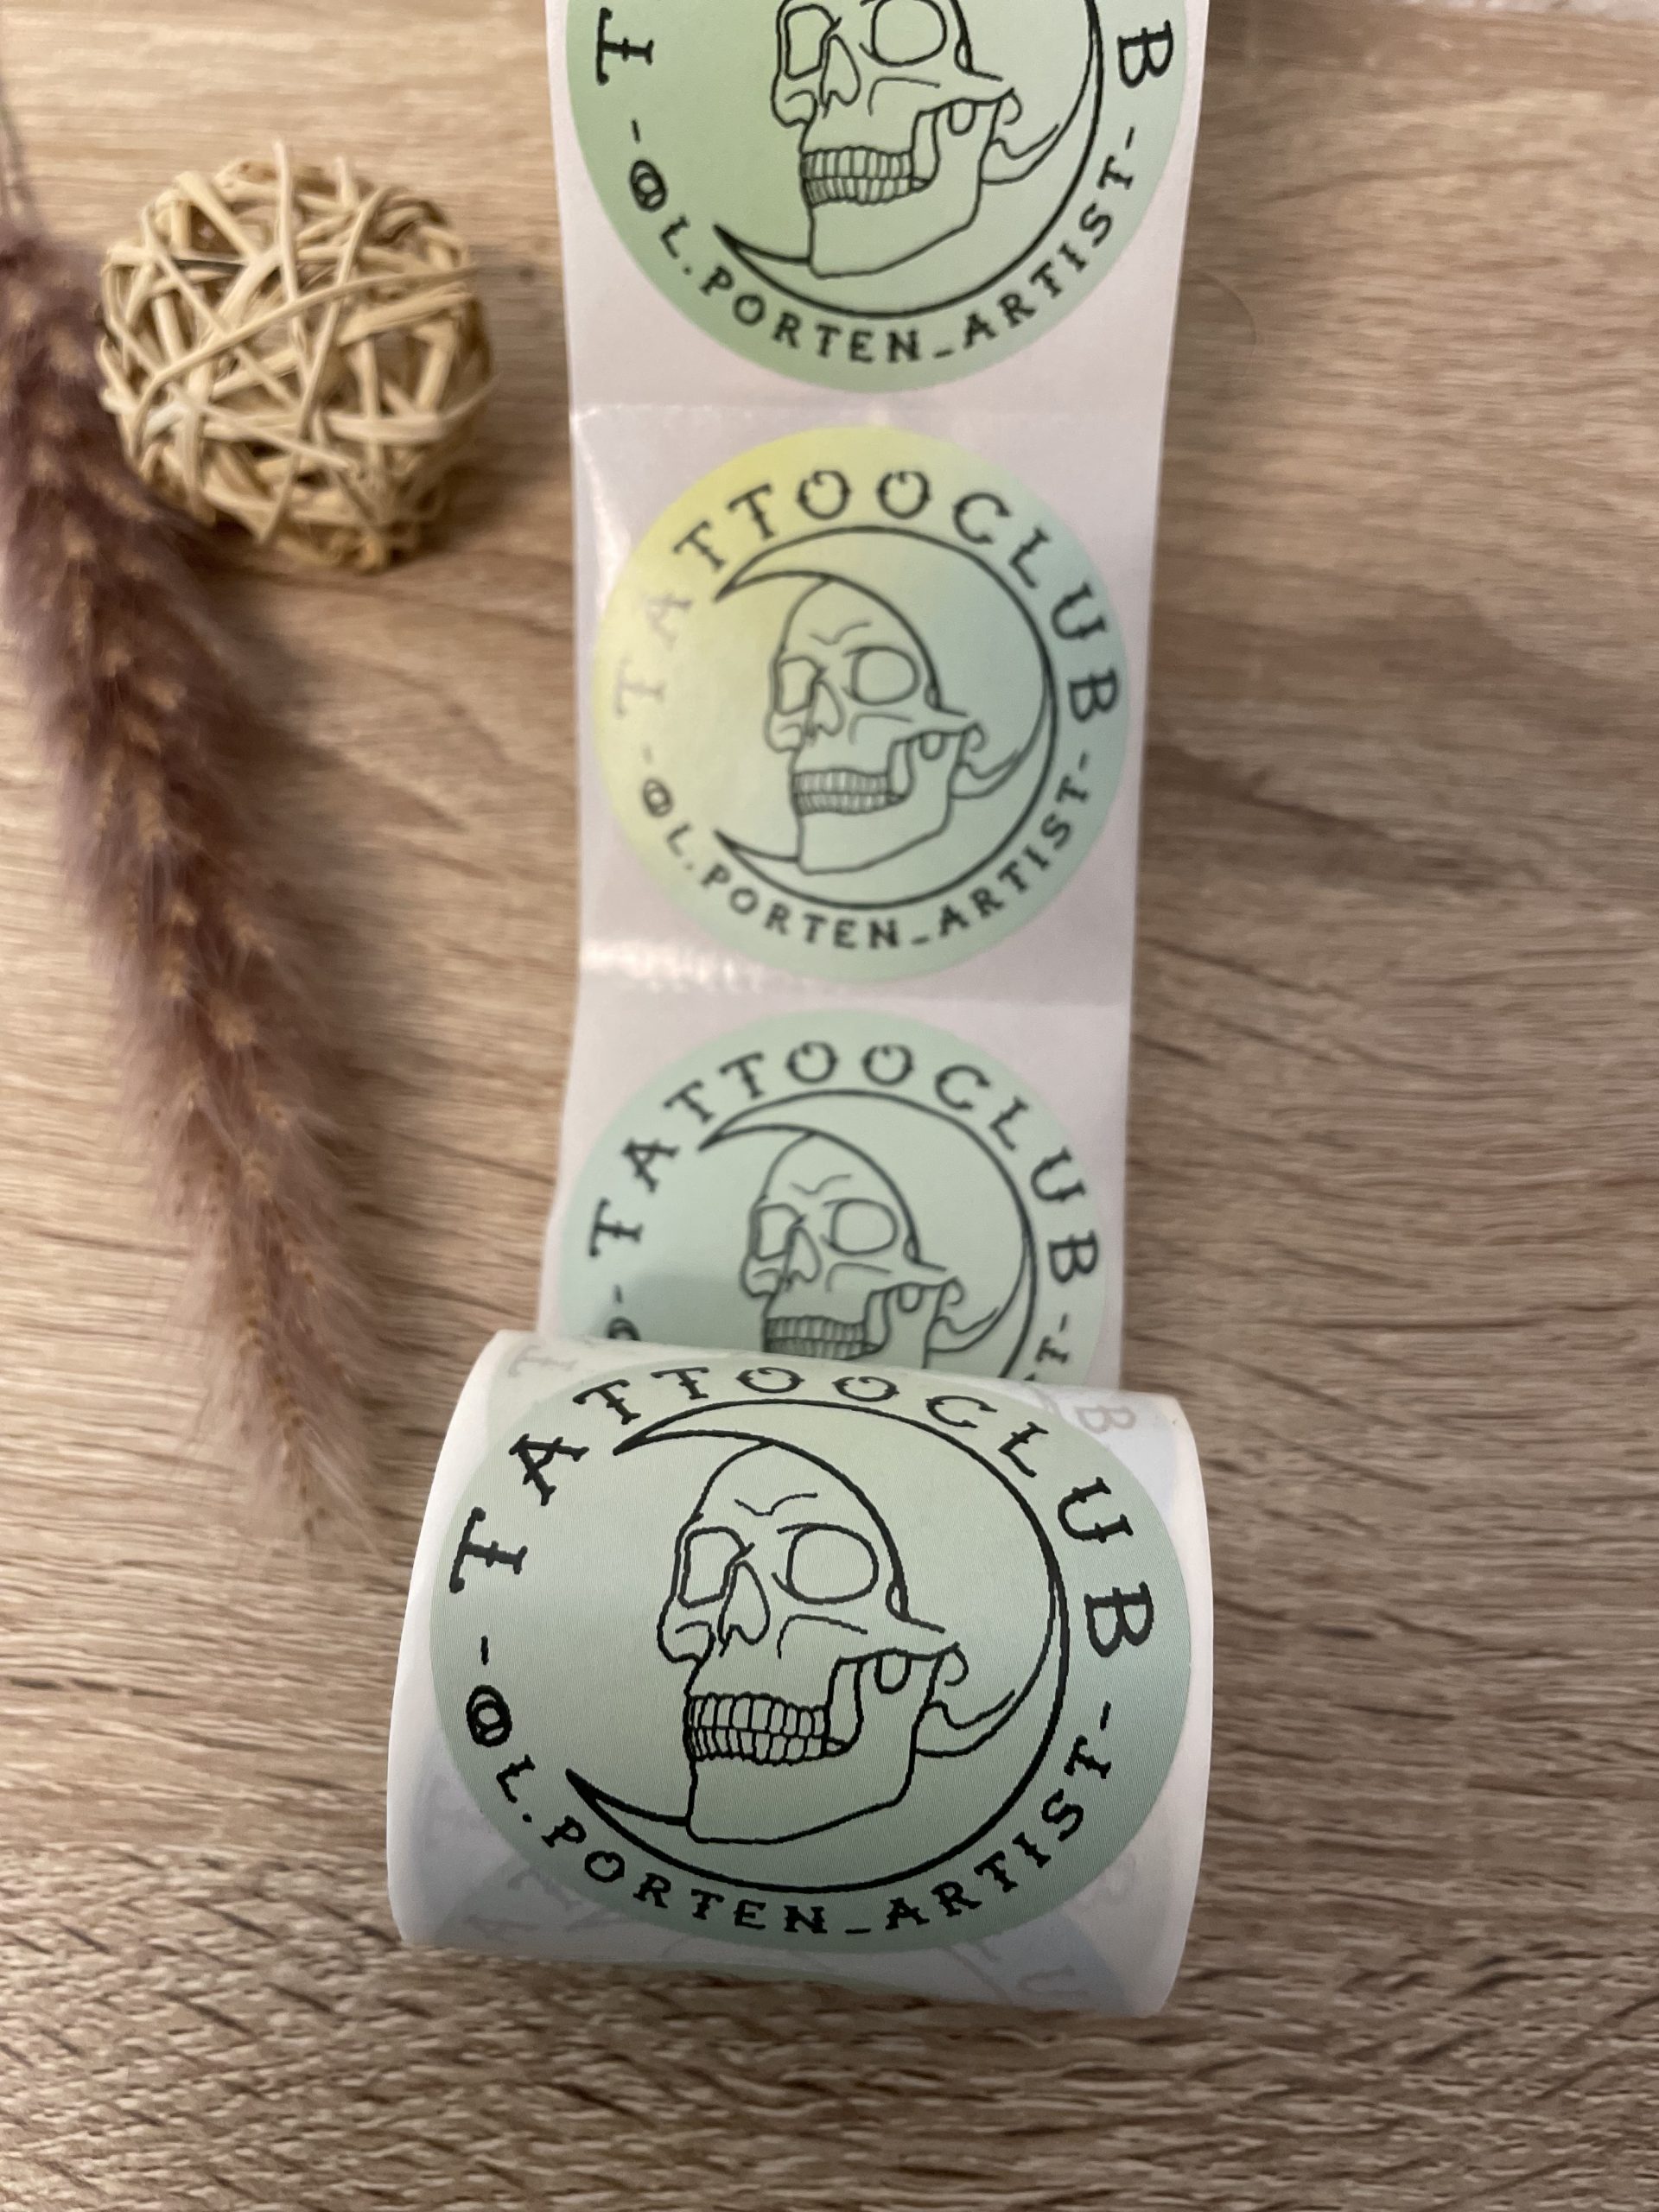 T B
- @L.PORTEN_ARTIST -
TATTOOCLUB
- @L.PORTEN_ARTIST -
TATTOOCLUB
TATTOOCLUB
- @L.PORTEN_ARTIST -